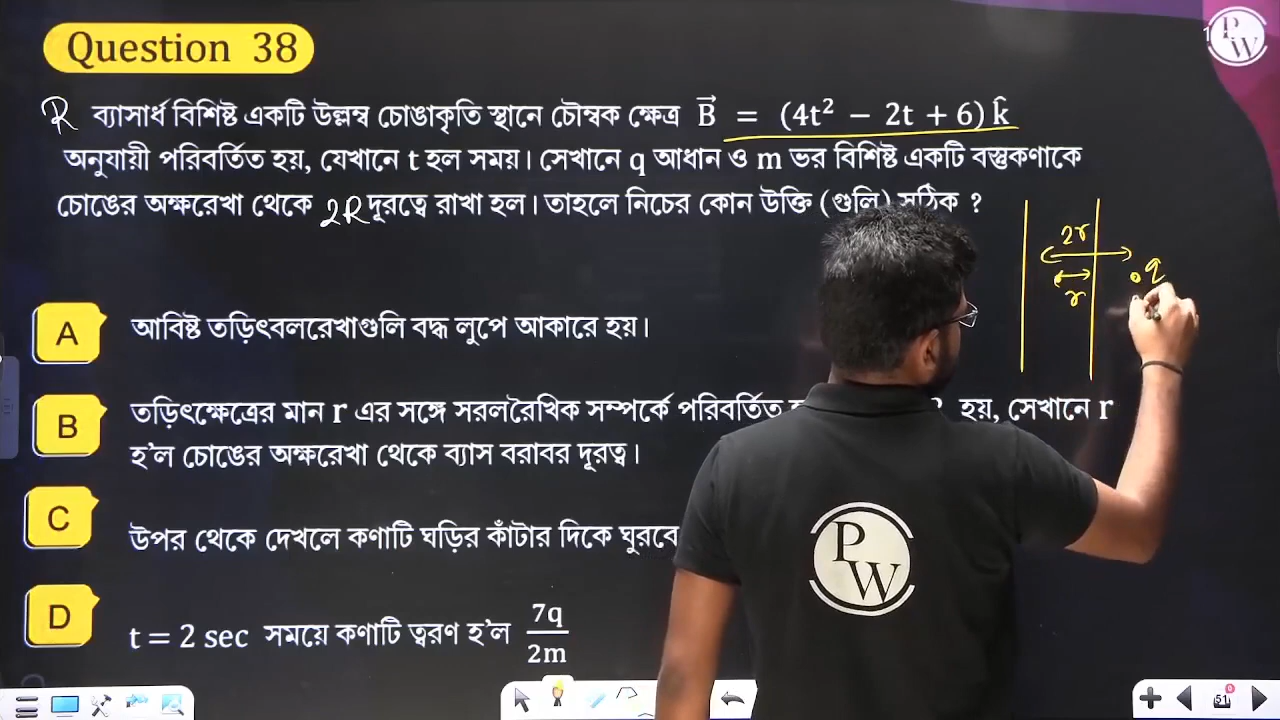 Question 38
R ব্যাসার্ধ বিশিষ্ট একটি উল্লম্ব চোঙাকৃতি স্থানে চৌম্বক ক্ষেত্র B⃗ = (4t² − 2t + 6) k̂
অনুযায়ী পরিবর্তিত হয়, যেখানে t হল সময়। সেখানে q আধান ও m ভর বিশিষ্ট একটি বস্তুকণাকে
চোঙের অক্ষরেখা থেকে 2R দূরত্বে রাখা হল। তাহলে নিচের কোন উক্তি (গুলি) সঠিক ?
2r
q
r
A আবিষ্ট তড়িৎবলরেখাগুলি বদ্ধ লুপে আকারে হয়।
B তড়িৎক্ষেত্রের মান r এর সঙ্গে সরলরৈখিক সম্পর্কে পরিবর্তিত হয়, সেখানে r
হ'ল চোঙের অক্ষরেখা থেকে ব্যাস বরাবর দূরত্ব।
C উপর থেকে দেখলে কণাটি ঘড়ির কাঁটার দিকে ঘুরবে
D t = 2 sec সময়ে কণাটি ত্বরণ হ'ল 7q/2m
PW
PW
51